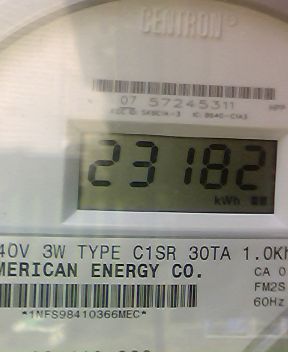 CENTRON®
07 57245311
23182
kWh
40V 3W TYPE C1SR 30TA 1.0Kh
MERICAN ENERGY CO.
CA 0
FM2S
60Hz
*1NFS98410366MEC*